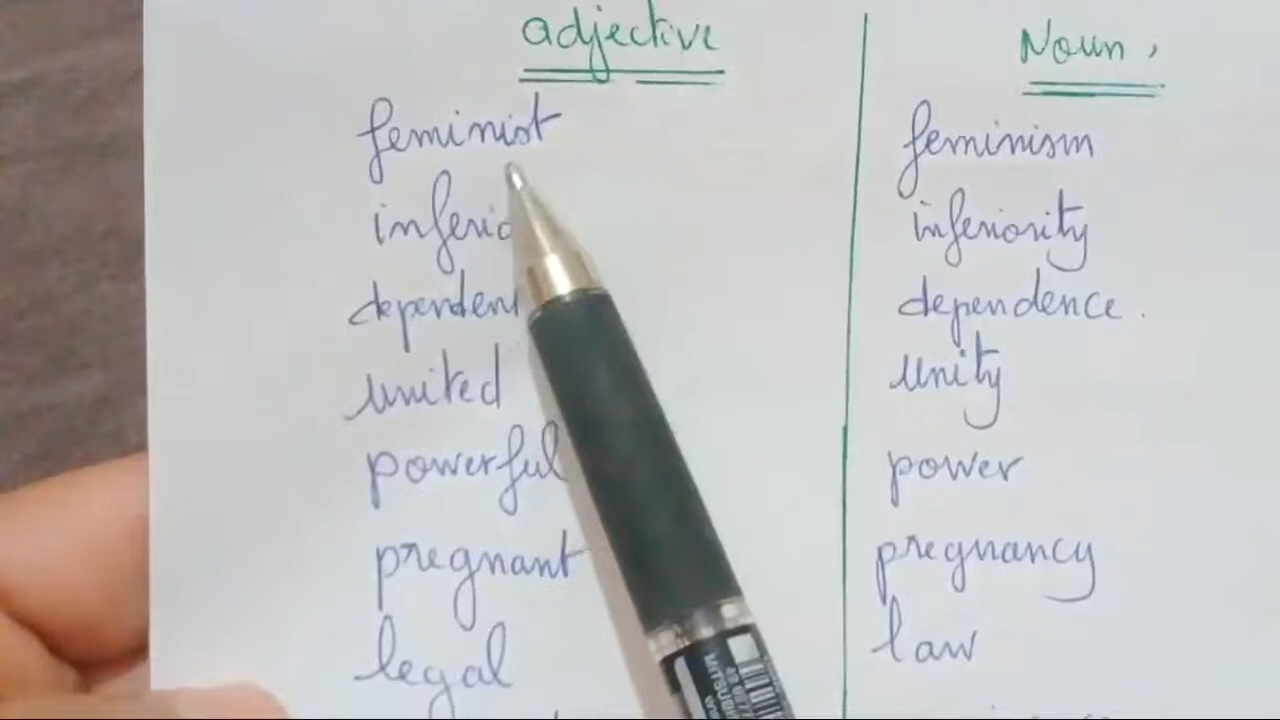 adjective Noun,
feminist feminism
inferiority
dependence.
united unity
powerful power
pregnant pregnancy
legal law